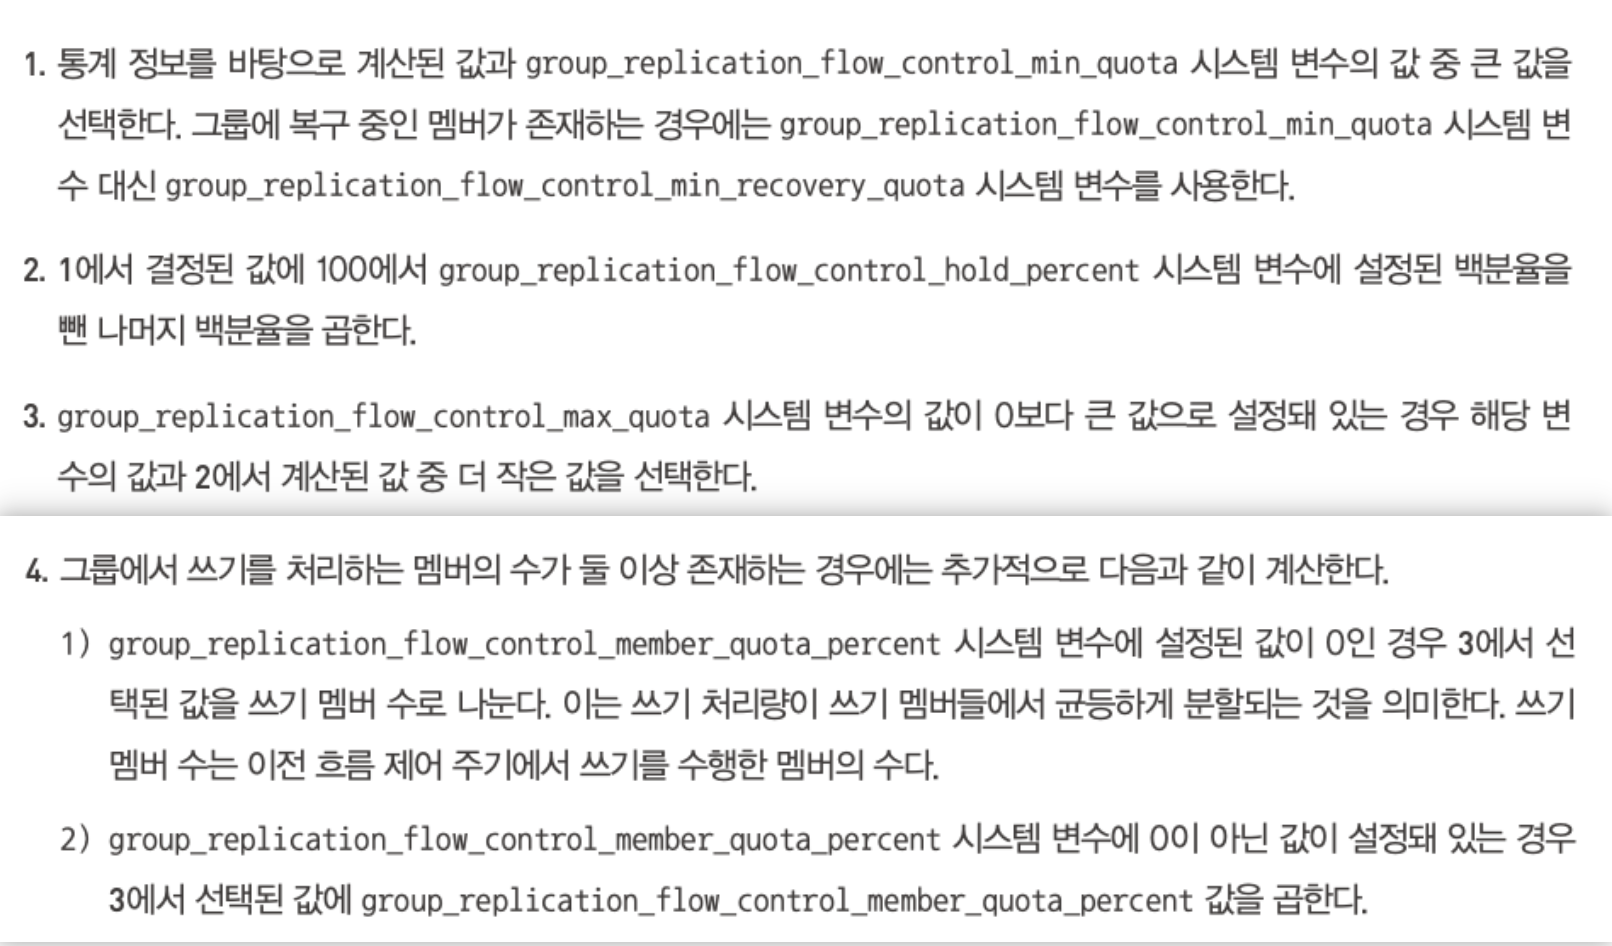 1. 통계 정보를 바탕으로 계산된 값과 group_replication_flow_control_min_quota 시스템 변수의 값 중 큰 값을
선택한다. 그룹에 복구 중인 멤버가 존재하는 경우에는 group_replication_flow_control_min_quota 시스템 변
수 대신 group_replication_flow_control_min_recovery_quota 시스템 변수를 사용한다.
2. 1에서 결정된 값에 100에서 group_replication_flow_control_hold_percent 시스템 변수에 설정된 백분율을
뺀 나머지 백분율을 곱한다.
3. group_replication_flow_control_max_quota 시스템 변수의 값이 0보다 큰 값으로 설정돼 있는 경우 해당 변
수의 값과 2에서 계산된 값 중 더 작은 값을 선택한다.
4. 그룹에서 쓰기를 처리하는 멤버의 수가 둘 이상 존재하는 경우에는 추가적으로 다음과 같이 계산한다.
1) group_replication_flow_control_member_quota_percent 시스템 변수에 설정된 값이 0인 경우 3에서 선
택된 값을 쓰기 멤버 수로 나눈다. 이는 쓰기 처리량이 쓰기 멤버들에서 균등하게 분할되는 것을 의미한다. 쓰기
멤버 수는 이전 흐름 제어 주기에서 쓰기를 수행한 멤버의 수다.
2) group_replication_flow_control_member_quota_percent 시스템 변수에 0이 아닌 값이 설정돼 있는 경우
3에서 선택된 값에 group_replication_flow_control_member_quota_percent 값을 곱한다.